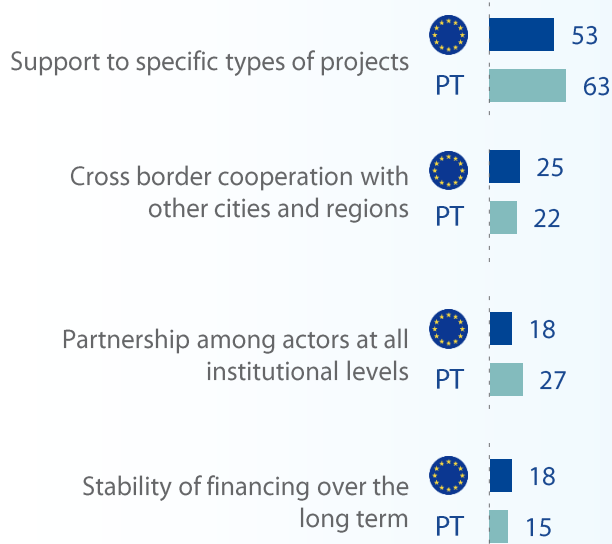 Support to specific types of projects
53
PT 63
Cross border cooperation with
other cities and regions
25
PT 22
Partnership among actors at all
institutional levels
18
PT 27
Stability of financing over the
long term
18
PT 15